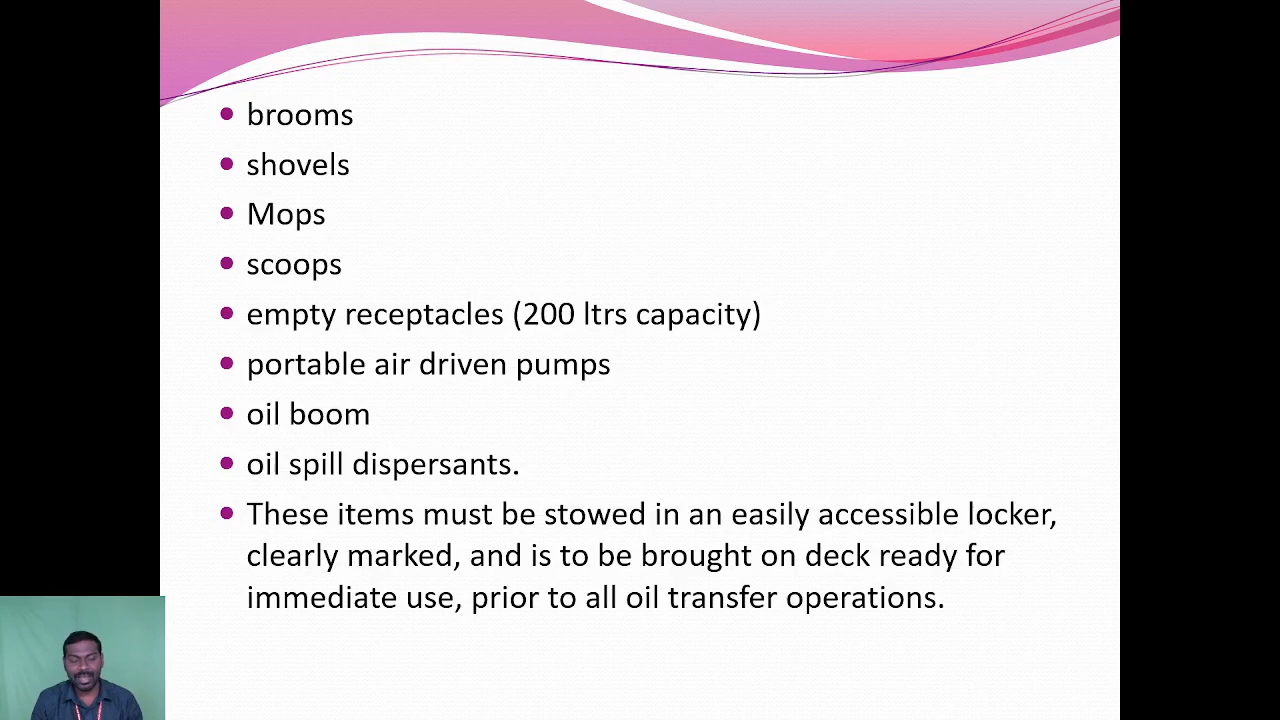 brooms
shovels
Mops
scoops
empty receptacles (200 ltrs capacity)
portable air driven pumps
oil boom
oil spill dispersants.
These items must be stowed in an easily accessible locker,
clearly marked, and is to be brought on deck ready for
immediate use, prior to all oil transfer operations.